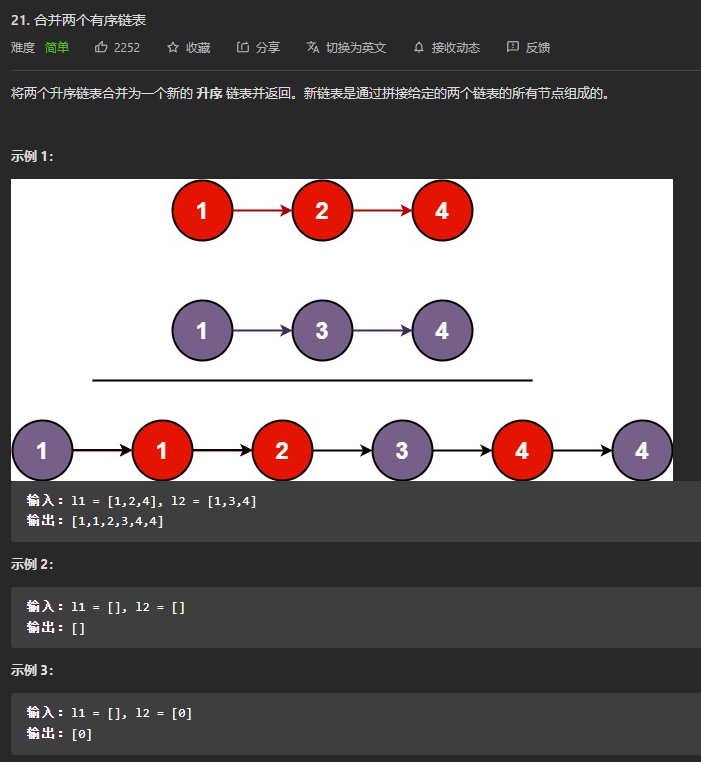 21. 合并两个有序链表
难度 简单 2252 收藏 分享 切换为英文 接收动态 反馈
将两个升序链表合并为一个新的 升序 链表并返回。新链表是通过拼接给定的两个链表的所有节点组成的。
示例 1：
1 2 4
1 3 4
1 1 2 3 4 4
输入：l1 = [1,2,4], l2 = [1,3,4]
输出：[1,1,2,3,4,4]
示例 2：
输入：l1 = [], l2 = []
输出：[]
示例 3：
输入：l1 = [], l2 = [0]
输出：[0]